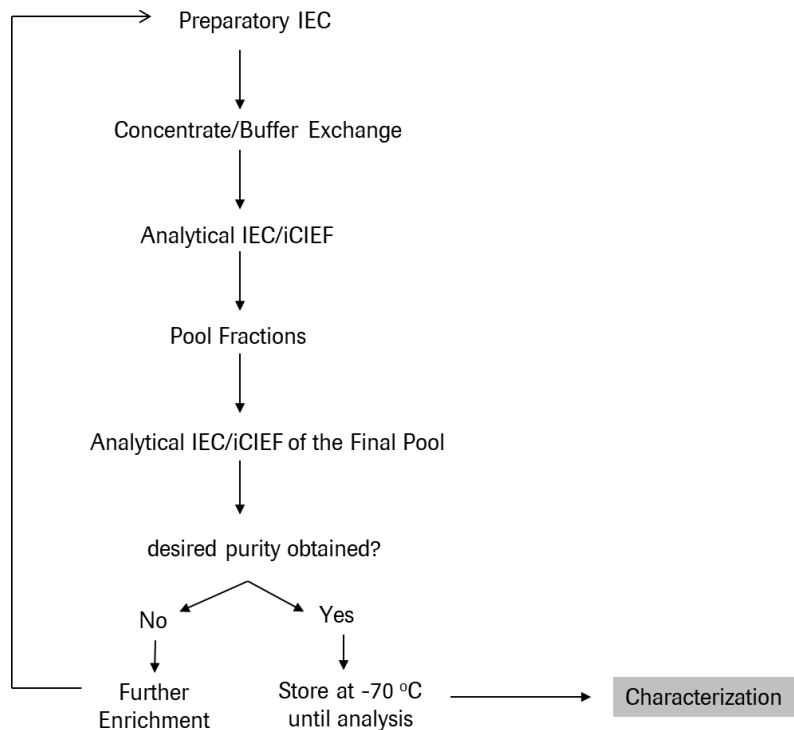 Preparatory IEC
Concentrate/Buffer Exchange
Analytical IEC/iCIEF
Pool Fractions
Analytical IEC/iCIEF of the Final Pool
desired purity obtained?
No
Yes
Further
Enrichment
Store at -70 °C
until analysis
Characterization